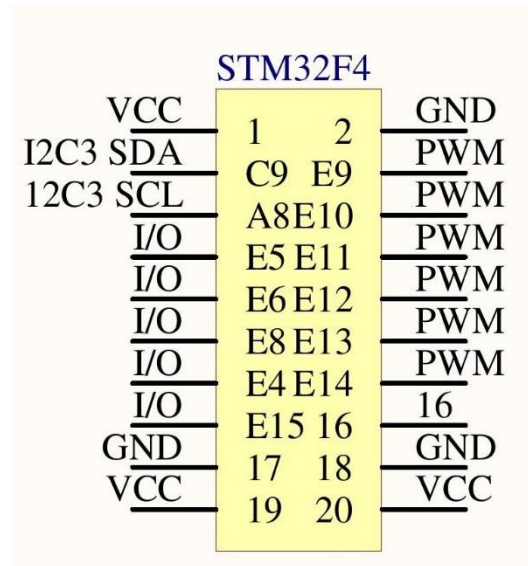 STM32F4
VCC 1 2 GND
I2C3 SDA C9 E9 PWM
12C3 SCL A8 E10 PWM
I/O E5 E11 PWM
I/O E6 E12 PWM
I/O E8 E13 PWM
I/O E4 E14 PWM
I/O E15 16 16
GND 17 18 GND
VCC 19 20 VCC